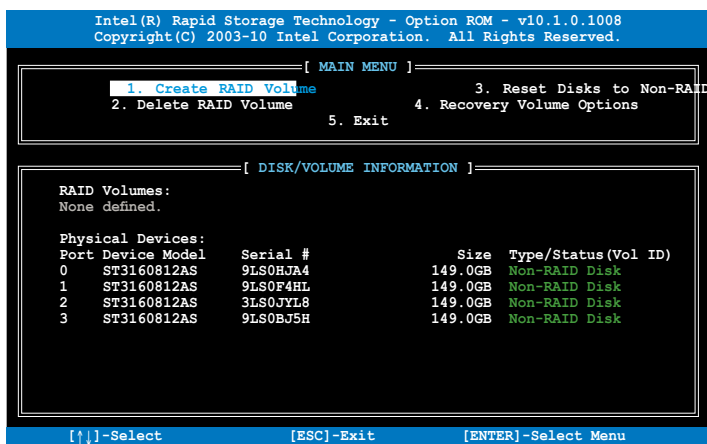 Intel(R) Rapid Storage Technology - Option ROM - v10.1.0.1008
Copyright(C) 2003-10 Intel Corporation. All Rights Reserved.
[ MAIN MENU ]
1. Create RAID Volume 3. Reset Disks to Non-RAID
2. Delete RAID Volume 4. Recovery Volume Options
5. Exit
[ DISK/VOLUME INFORMATION ]
RAID Volumes:
None defined.
Physical Devices:
Port Device Model Serial # Size Type/Status(Vol ID)
0 ST3160812AS 9LS0HJA4 149.0GB Non-RAID Disk
1 ST3160812AS 9LS0F4HL 149.0GB Non-RAID Disk
2 ST3160812AS 3LS0JYL8 149.0GB Non-RAID Disk
3 ST3160812AS 9LS0BJ5H 149.0GB Non-RAID Disk
[↑↓]-Select [ESC]-Exit [ENTER]-Select Menu